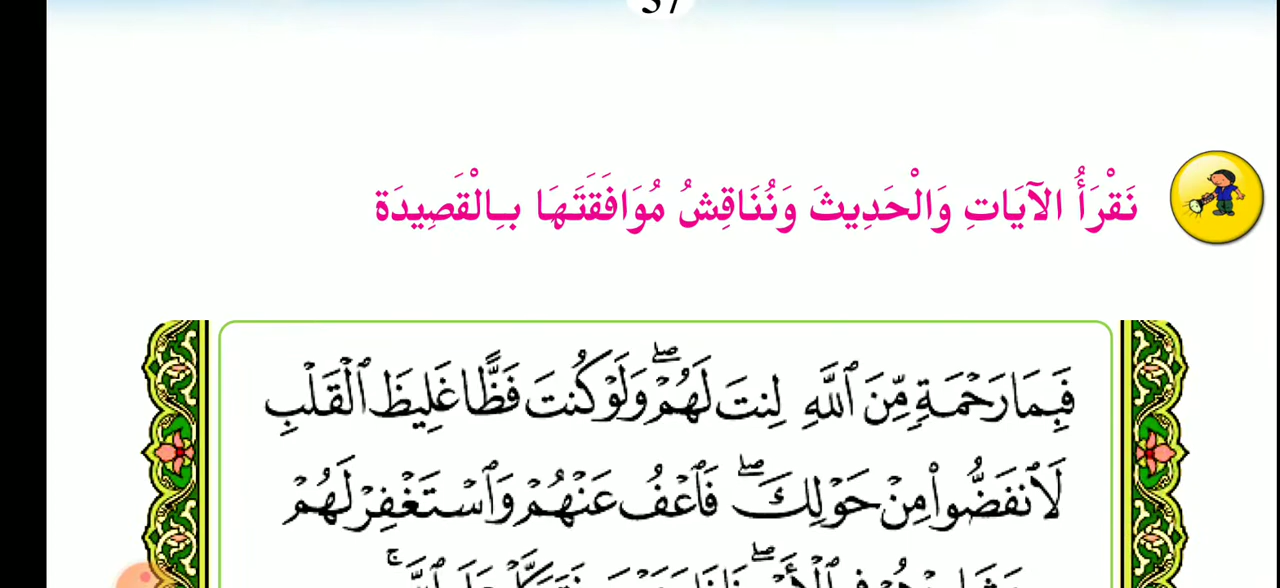 نَقْرَأُ الآيَاتِ وَالْحَدِيثَ وَنُنَاقِشُ مُوَافَقَتَهَا بِالْقَصِيدَة
فَبِمَا رَحْمَةٍ مِّنَ ٱللَّهِ لِنتَ لَهُمْ ۖ وَلَوْ كُنتَ فَظًّا غَلِيظَ ٱلْقَلْبِ
لَٱنفَضُّوا۟ مِنْ حَوْلِكَ ۖ فَٱعْفُ عَنْهُمْ وَٱسْتَغْفِرْ لَهُمْ